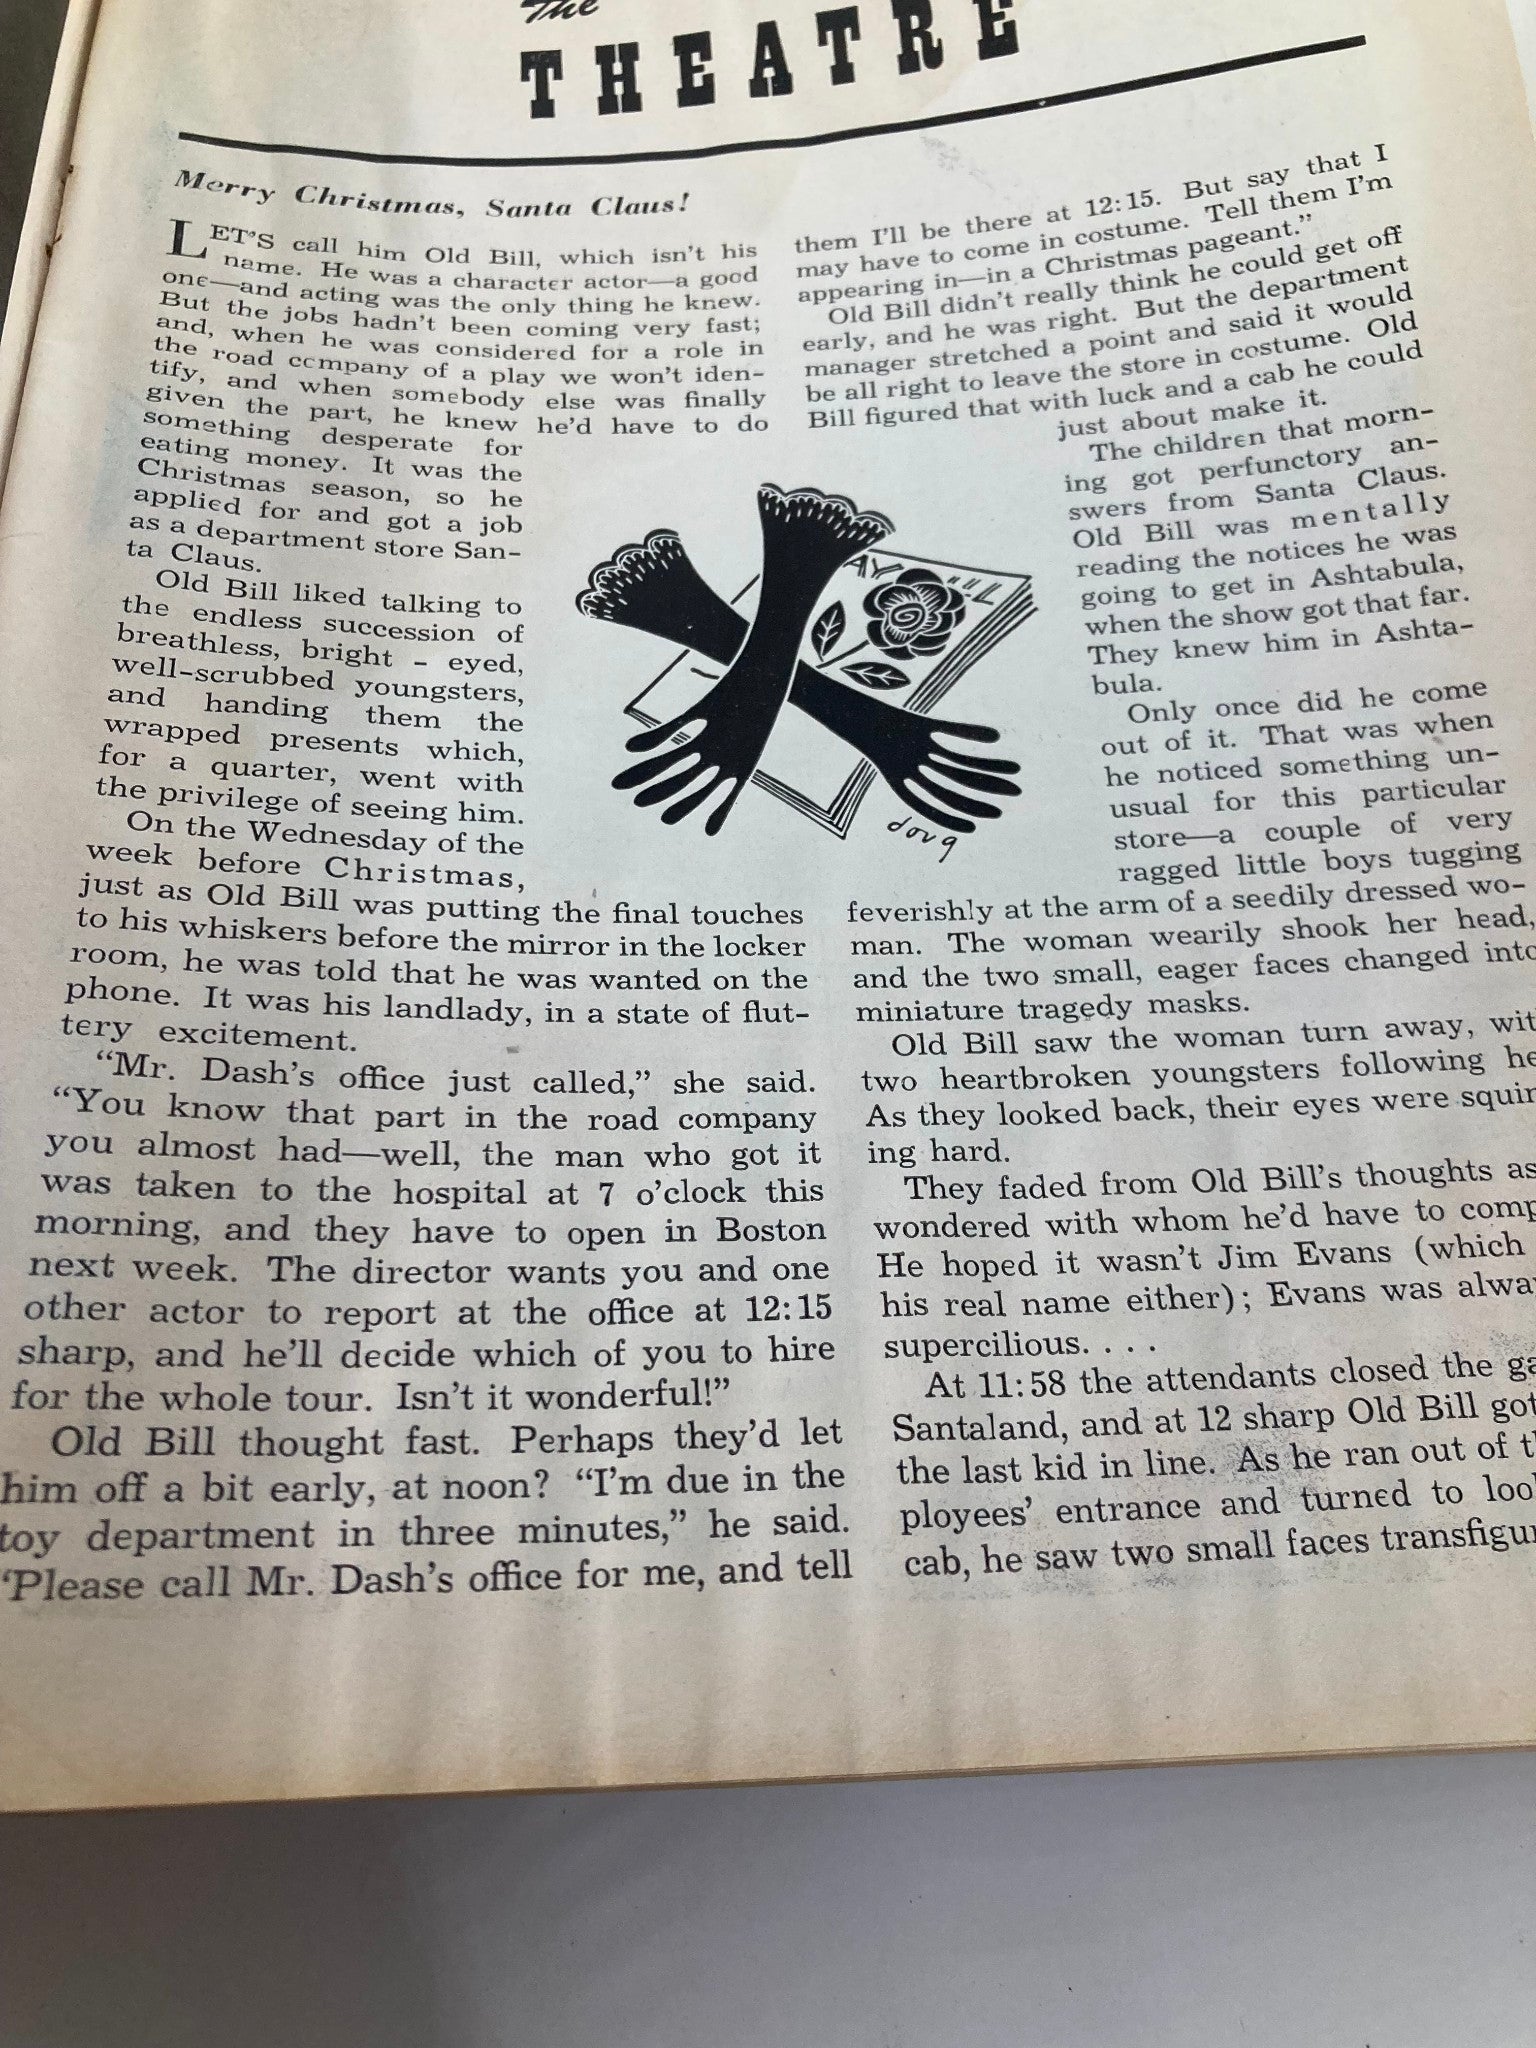 The
THEATRE
Merry Christmas, Santa Claus!
LET'S call him Old Bill, which isn't his
name. He was a character actor—a good
one—and acting was the only thing he knew.
But the jobs hadn't been coming very fast;
and, when he was considered for a role in
the road company of a play we won't iden-
tify, and when somebody else was finally
given the part, he knew he'd have to do
something desperate for
eating money. It was the
Christmas season, so he
applied for and got a job
as a department store San-
ta Claus.
Old Bill liked talking to
the endless succession of
breathless, bright - eyed,
well-scrubbed youngsters,
and handing them the
wrapped presents which,
for a quarter, went with
the privilege of seeing him.
On the Wednesday of the
week before Christmas,
just as Old Bill was putting the final touches
to his whiskers before the mirror in the locker
room, he was told that he was wanted on the
phone. It was his landlady, in a state of flut-
tery excitement.
“Mr. Dash's office just called,” she said.
“You know that part in the road company
you almost had—well, the man who got it
was taken to the hospital at 7 o'clock this
morning, and they have to open in Boston
next week. The director wants you and one
other actor to report at the office at 12:15
sharp, and he'll decide which of you to hire
for the whole tour. Isn't it wonderful!”
Old Bill thought fast. Perhaps they'd let
him off a bit early, at noon? “I'm due in the
toy department in three minutes,” he said.
‘Please call Mr. Dash's office for me, and tell
them I'll be there at 12:15. But say that I
may have to come in costume. Tell them I'm
appearing in—in a Christmas pageant.”
Old Bill didn't really think he could get off
early, and he was right. But the department
manager stretched a point and said it would
be all right to leave the store in costume. Old
Bill figured that with luck and a cab he could
just about make it.
The children that morn-
ing got perfunctory an-
swers from Santa Claus.
Old Bill was mentally
reading the notices he was
going to get in Ashtabula,
when the show got that far.
They knew him in Ashta-
bula.
Only once did he come
out of it. That was when
he noticed something un-
usual for this particular
store—a couple of very
ragged little boys tugging
feverishly at the arm of a seedily dressed wo-
man. The woman wearily shook her head,
and the two small, eager faces changed into
miniature tragedy masks.
Old Bill saw the woman turn away, wit
two heartbroken youngsters following he
As they looked back, their eyes were squin
ing hard.
They faded from Old Bill's thoughts as
wondered with whom he'd have to comp
He hoped it wasn't Jim Evans (which
his real name either); Evans was alwa
supercilious. . . .
At 11:58 the attendants closed the ga
Santaland, and at 12 sharp Old Bill got
the last kid in line. As he ran out of t
ployees' entrance and turned to loo
cab, he saw two small faces transfigu
AY
doug